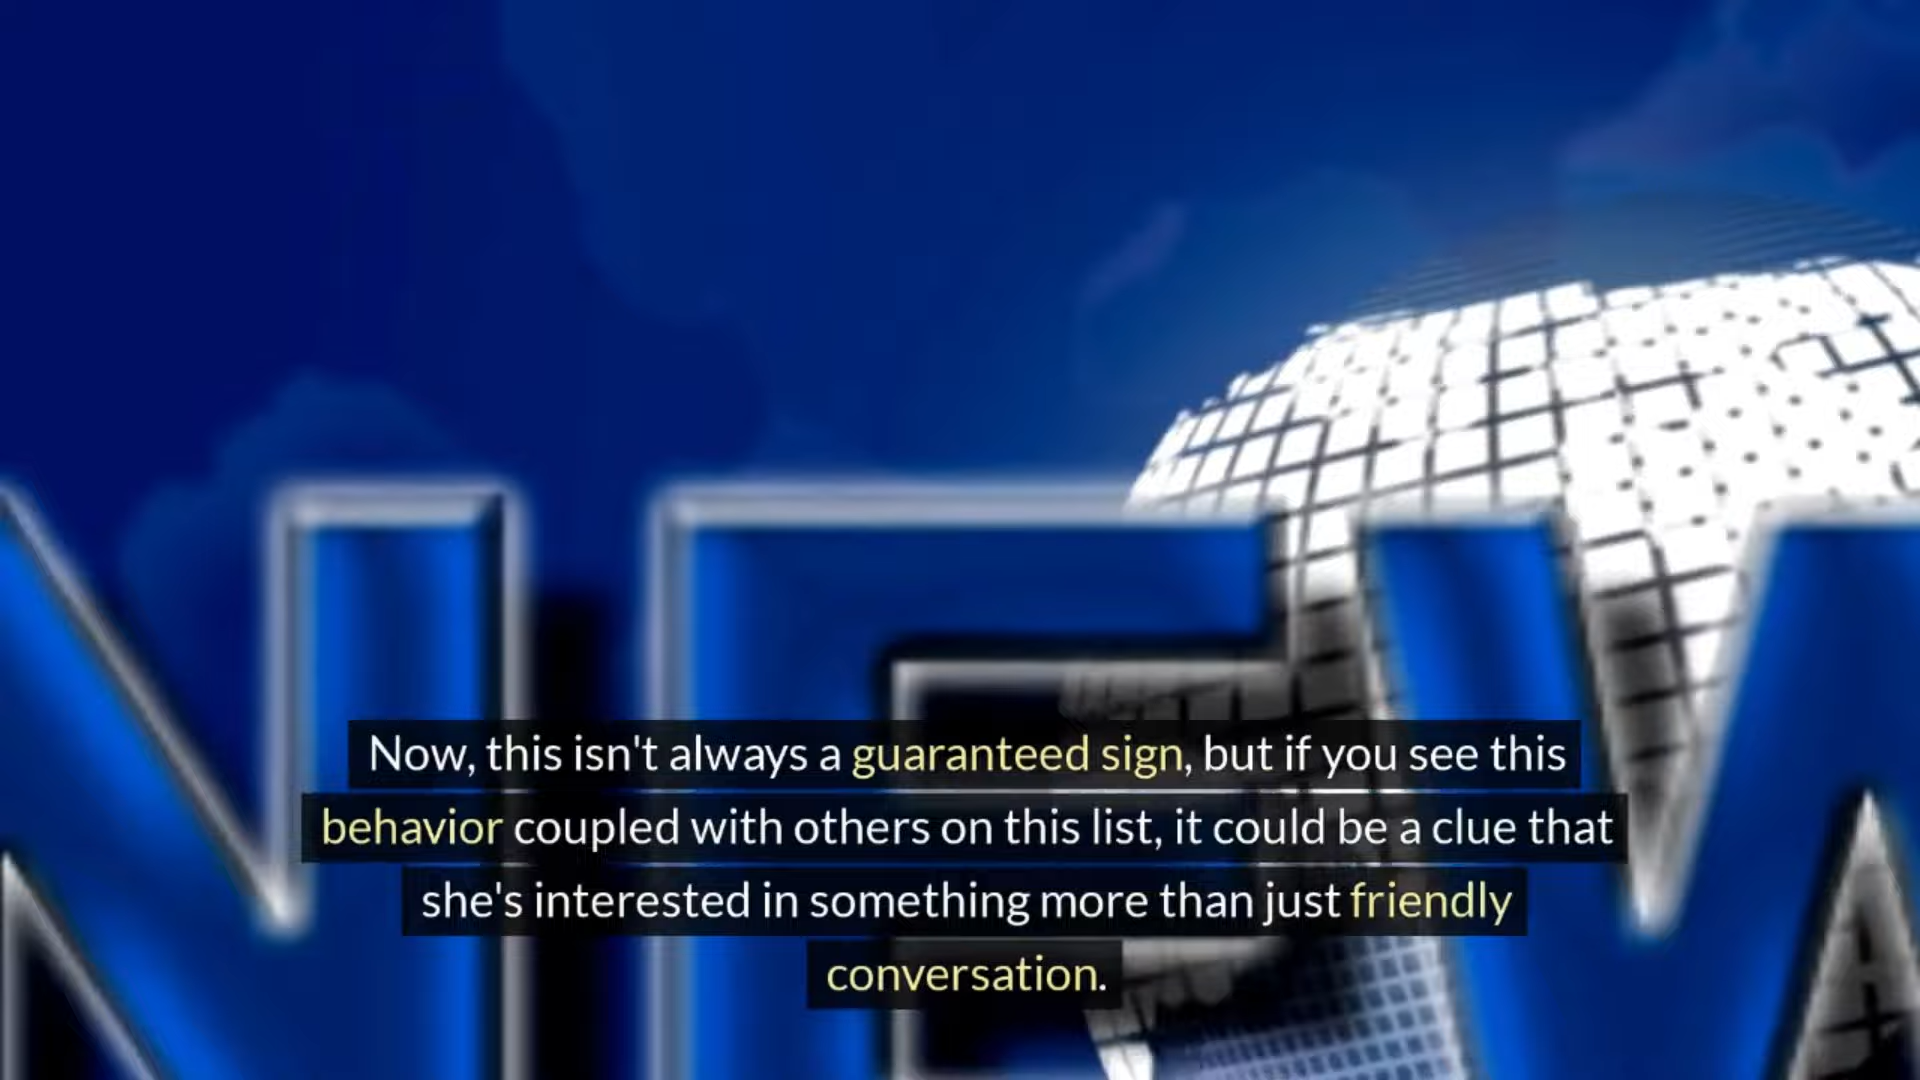 NEW
Now, this isn't always a guaranteed sign, but if you see this
behavior coupled with others on this list, it could be a clue that
she's interested in something more than just friendly
conversation.